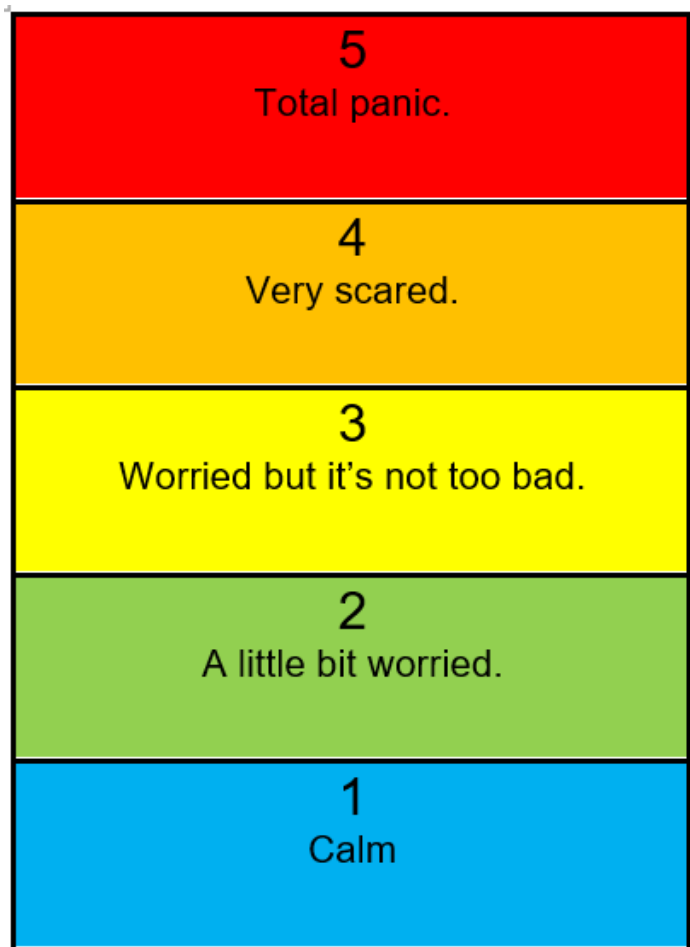 5
Total panic.
4
Very scared.
3
Worried but it’s not too bad.
2
A little bit worried.
1
Calm